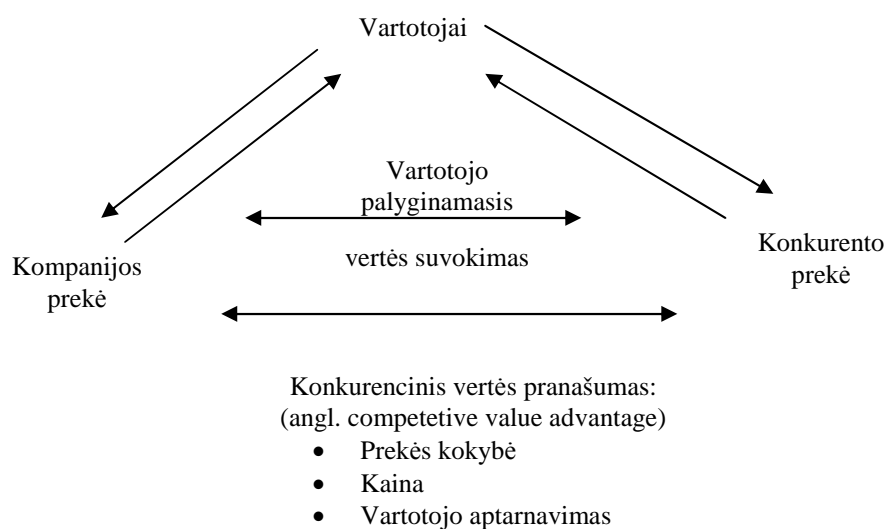 Vartotojai
Vartotojo
palyginamasis
vertės suvokimas
Kompanijos
prekė
Konkurento
prekė
Konkurencinis vertės pranašumas:
(angl. competetive value advantage)
• Prekės kokybė
• Kaina
• Vartotojo aptarnavimas